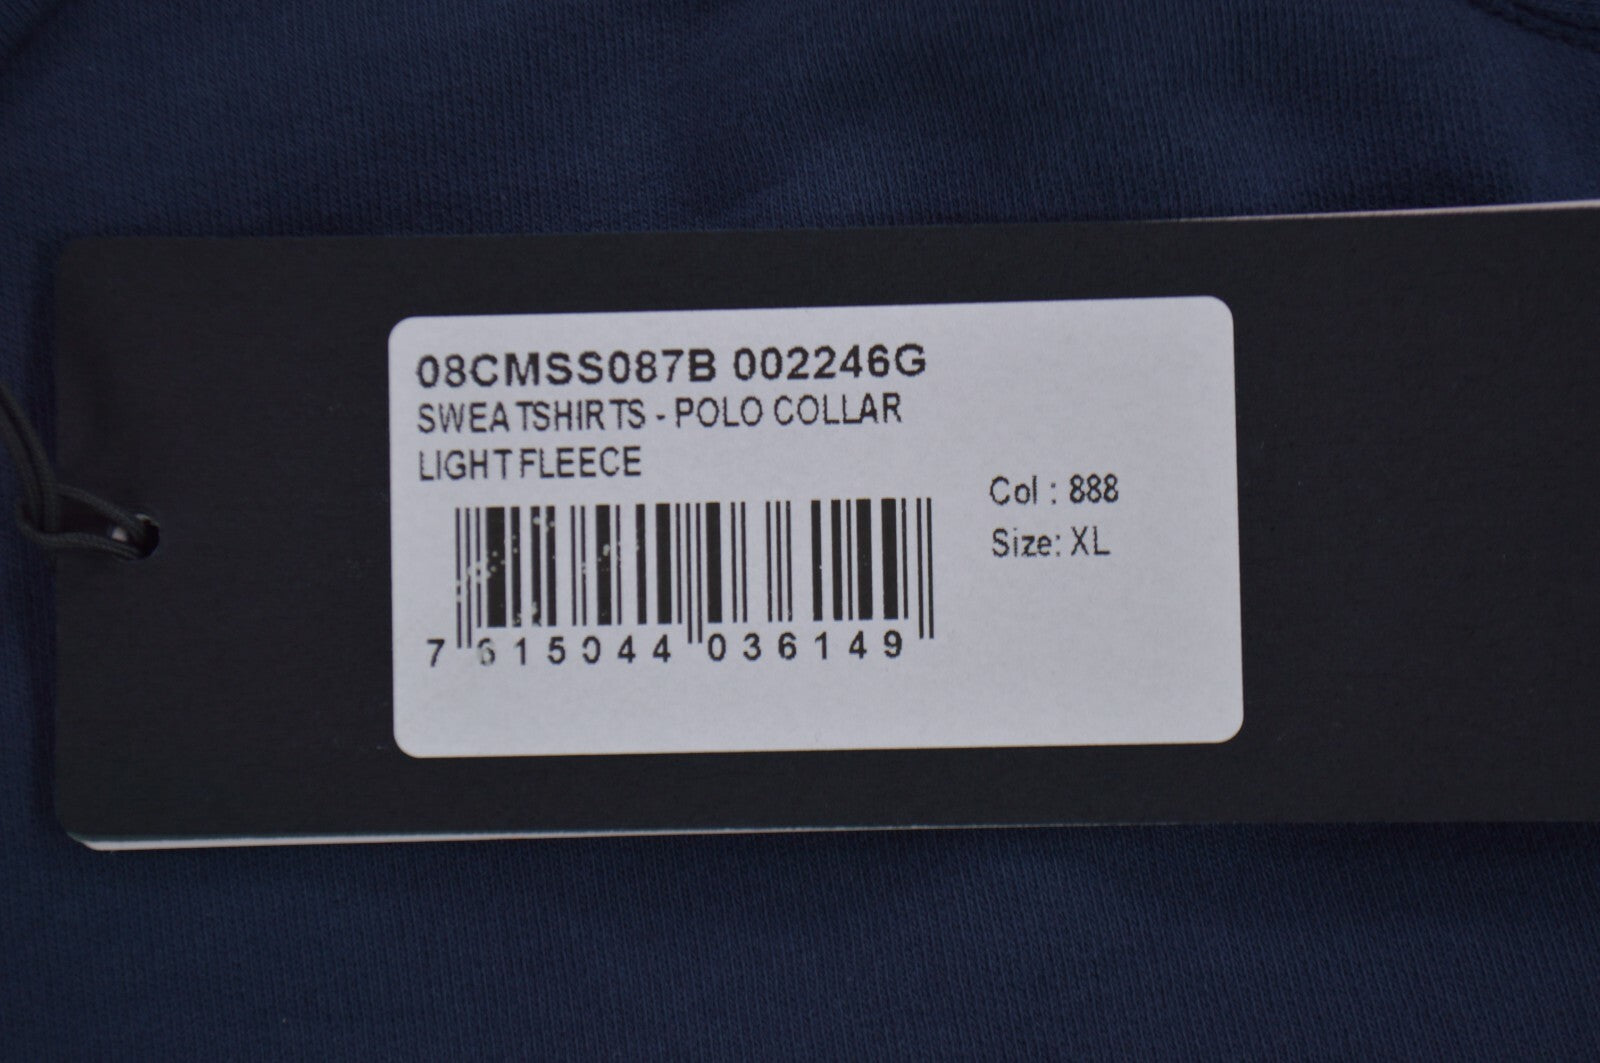 08CMSS087B 002246G
SWEATSHIRTS - POLO COLLAR
LIGHT FLEECE
Col : 888
Size: XL
7 615044 036149